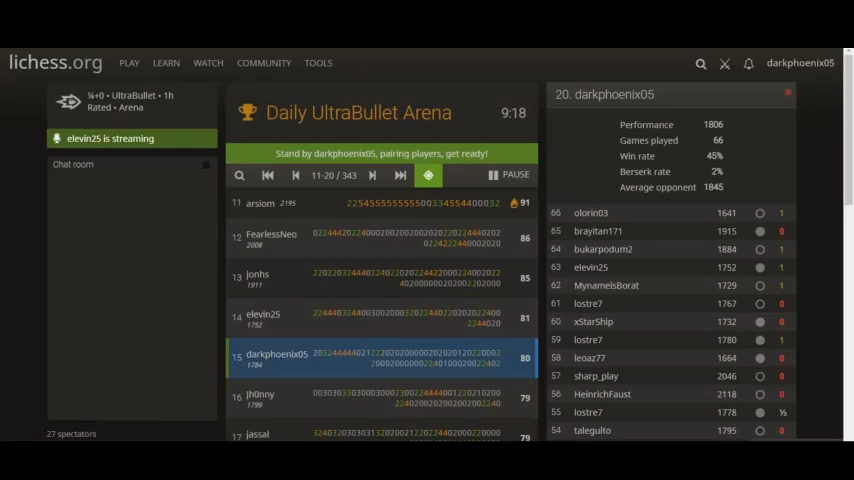 lichess.org PLAY LEARN WATCH COMMUNITY TOOLS darkphoenix05
¼+0 • UltraBullet • 1h
Rated • Arena
elevin25 is streaming
Chat room
27 spectators
Daily UltraBullet Arena 9:18
Stand by darkphoenix05, pairing players, get ready!
11-20 / 343 PAUSE
11 arsiom 2195 91
12 FearlessNeo 2008 86
13 jonhs 1911 85
14 elevin25 1752 81
15 darkphoenix05 1784 80
16 Jh0nny 1799 79
17 jassal 79
20. darkphoenix05
Performance 1806
Games played 66
Win rate 45%
Berserk rate 2%
Average opponent 1845
66 olorin03 1641 1
65 brayitan171 1915 0
64 bukarpodum2 1884 1
63 elevin25 1752 1
62 MynameisBorat 1729 1
61 lostre7 1767 0
60 xStarShip 1732 0
59 lostre7 1780 1
58 leoaz77 1664 0
57 sharp_play 2046 0
56 HeinrichFaust 2118 0
55 lostre7 1778 ½
54 taleguito 1795 0